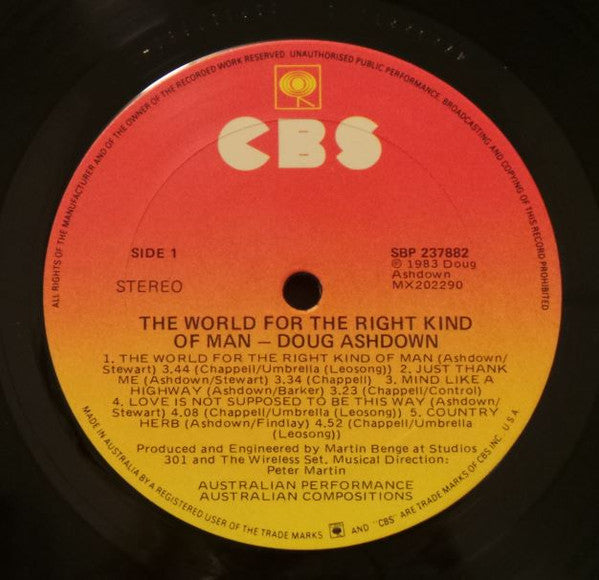 ALL RIGHTS OF THE MANUFACTURER AND OF THE OWNER OF THE RECORDED WORK RESERVED. UNAUTHORISED PUBLIC PERFORMANCE, BROADCASTING AND COPYING OF THIS RECORD PROHIBITED
CBS
SIDE 1
SBP 237882
℗ 1983 Doug
Ashdown
STEREO
MX202290
THE WORLD FOR THE RIGHT KIND
OF MAN – DOUG ASHDOWN
1. THE WORLD FOR THE RIGHT KIND OF MAN (Ashdown/
Stewart) 3.44 (Chappell/Umbrella (Leosong)) 2. JUST THANK
ME (Ashdown/Stewart) 3.34 (Chappell) 3. MIND LIKE A
HIGHWAY (Ashdown/Barker) 3.23 (Chappell/Control)
4. LOVE IS NOT SUPPOSED TO BE THIS WAY (Ashdown/
Stewart) 4.08 (Chappell/Umbrella (Leosong)) 5. COUNTRY
HERB (Ashdown/Findlay) 4.52 (Chappell/Umbrella
(Leosong))
Produced and Engineered by Martin Benge at Studios
301 and The Wireless Set. Musical Direction:
Peter Martin
AUSTRALIAN PERFORMANCE
AUSTRALIAN COMPOSITIONS
MADE IN AUSTRALIA BY A REGISTERED USER OF THE TRADE MARKS AND "CBS" ARE TRADE MARKS OF CBS INC. U.S.A.